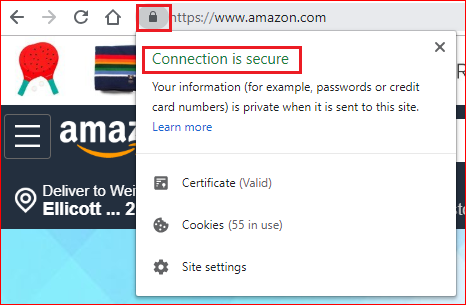 https://www.amazon.com
Connection is secure
Your information (for example, passwords or credit
card numbers) is private when it is sent to this site.
Learn more
Certificate (Valid)
Cookies (55 in use)
Site settings
Deliver to
Ellicott ... 2